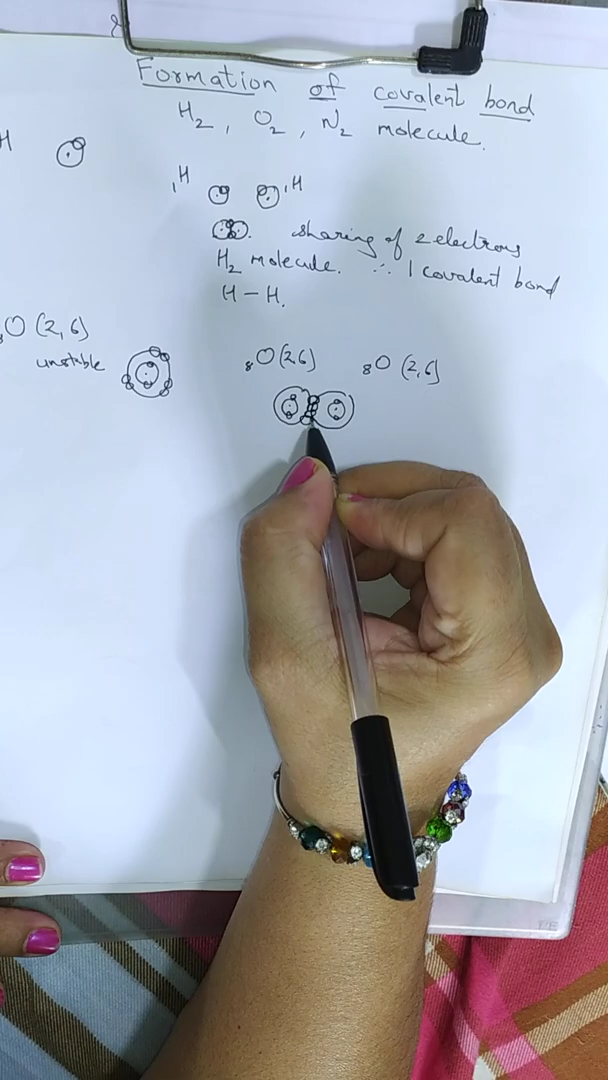 Formation of covalent bond
H2, O2, N2 molecule.
H
1H 1H
sharing of 2 electrons
H2 molecule. ∴ 1 covalent bond
H – H.
8O (2,6)
unstable
8O (2,6) 8O (2,6)